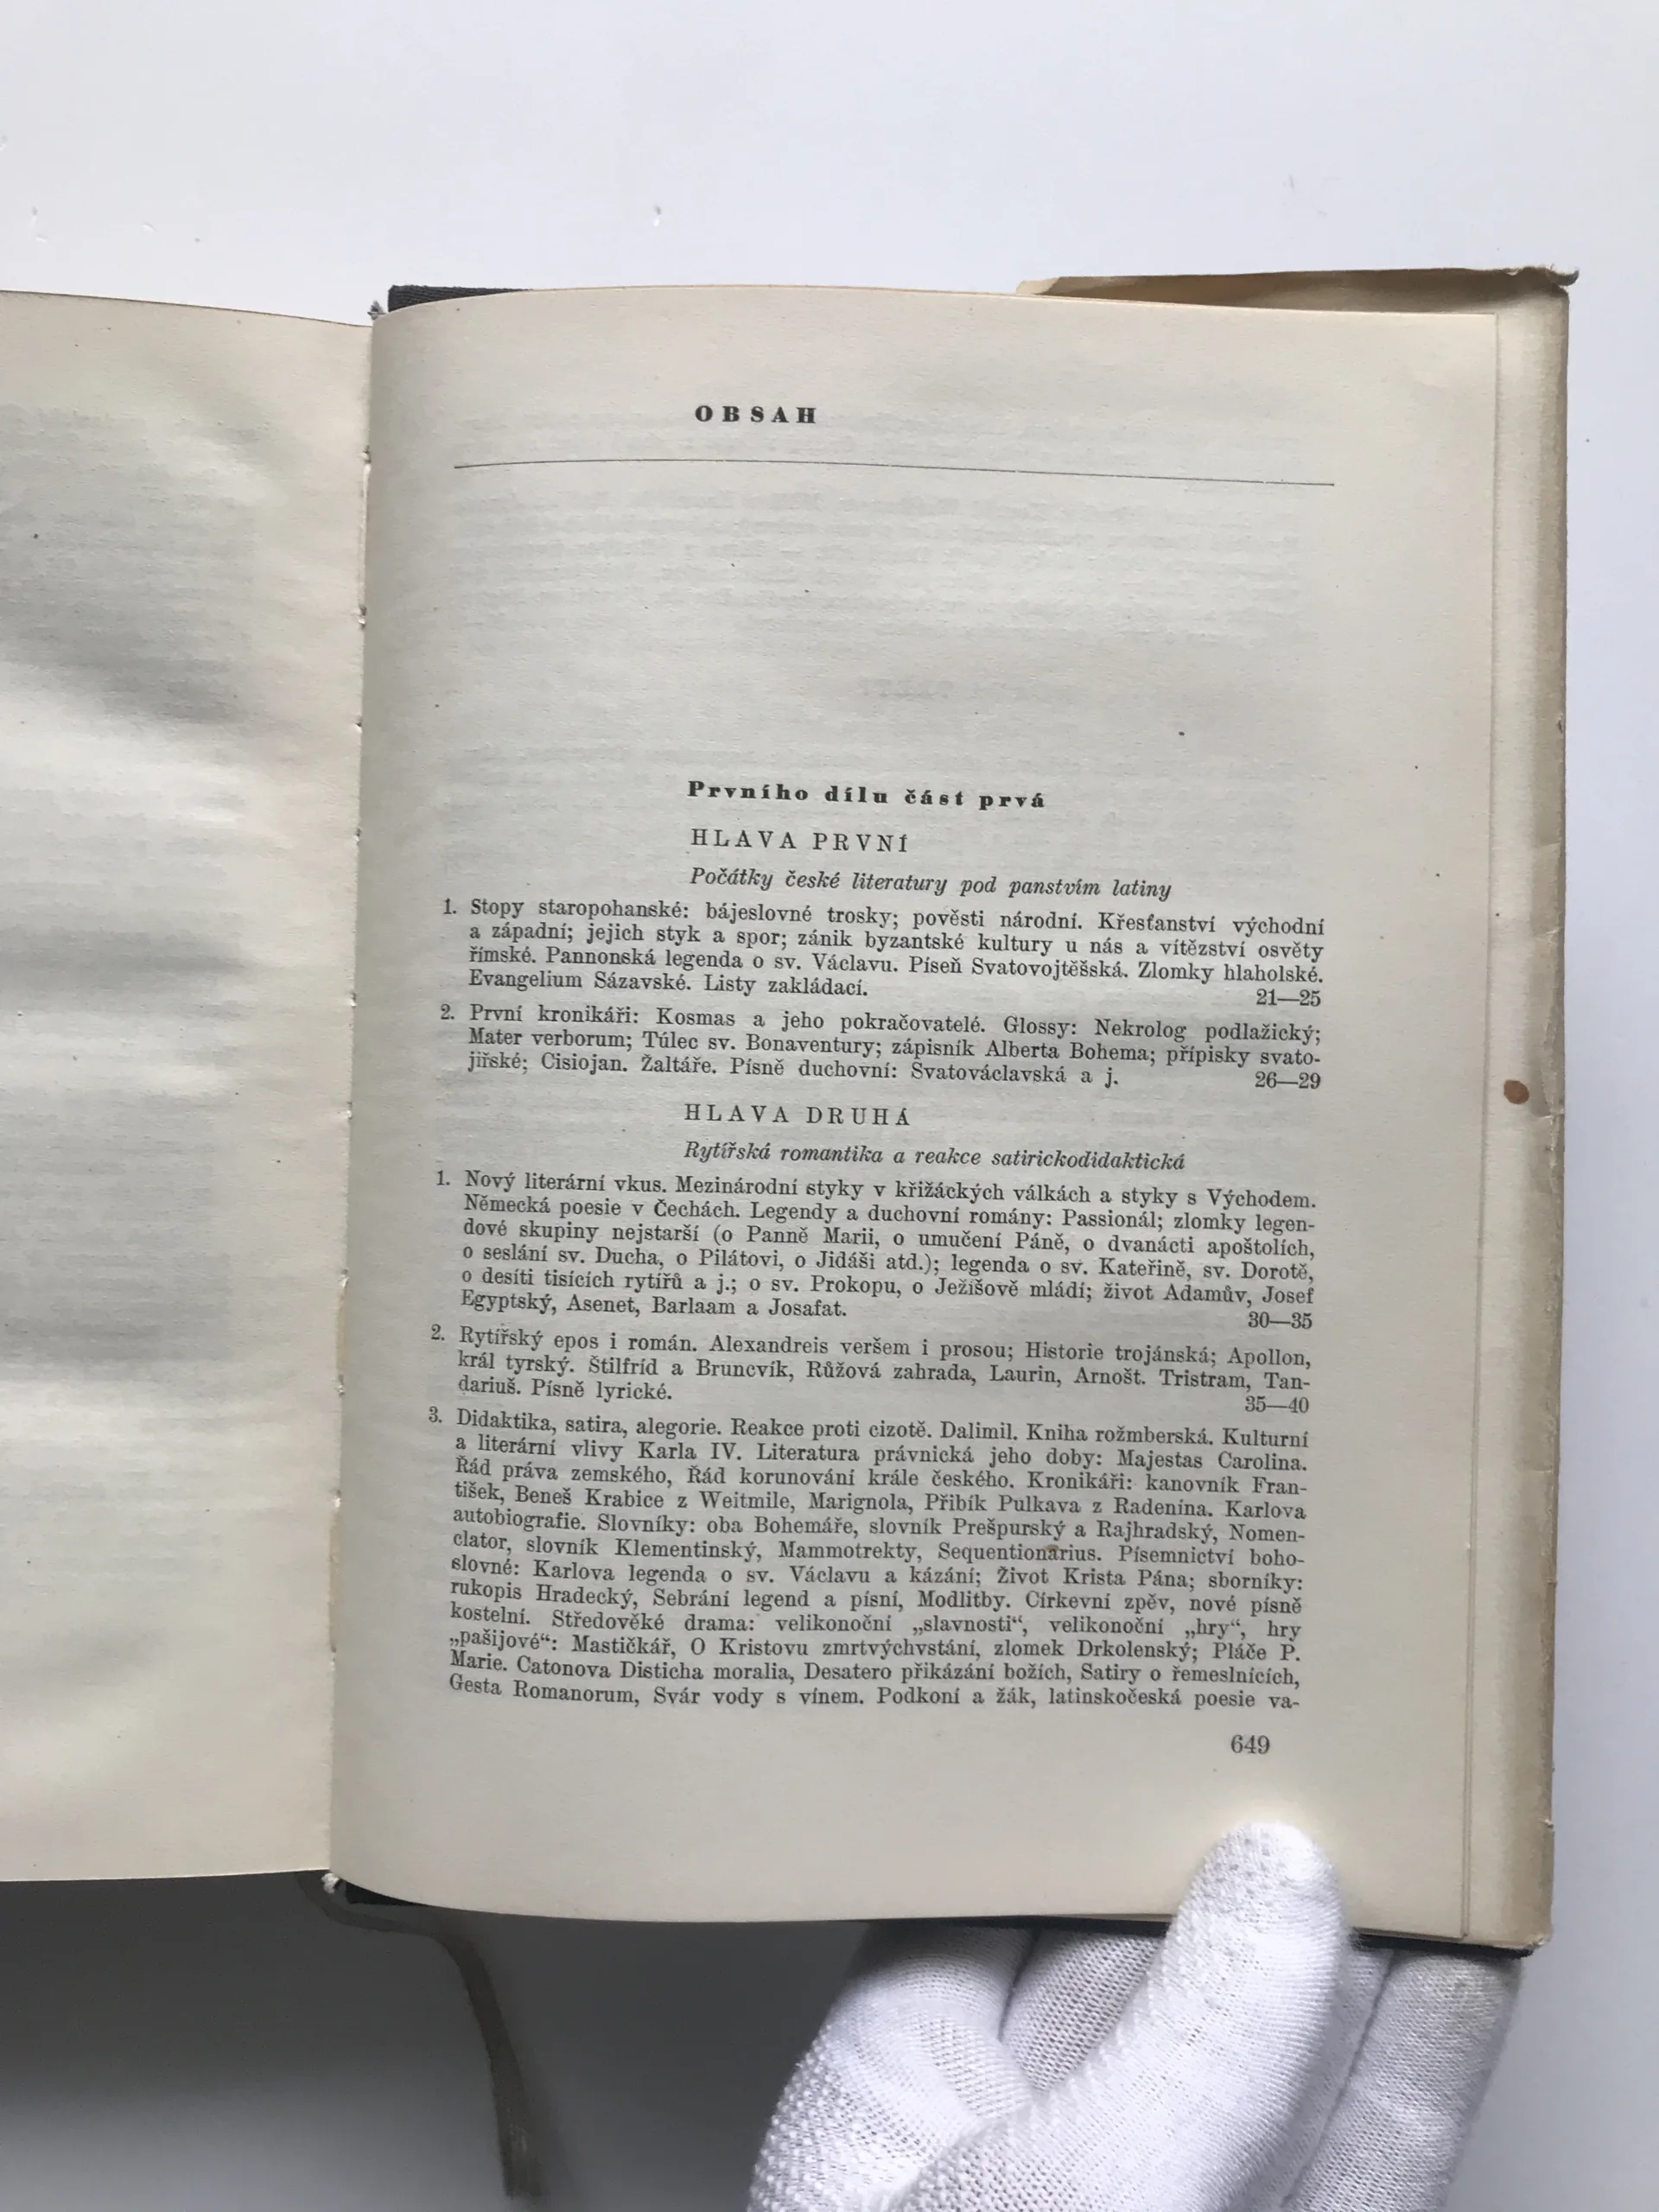 OBSAH
Prvního dílu část prvá
HLAVA PRVNÍ
Počátky české literatury pod panstvím latiny
1. Stopy staropohanské: bájeslovné trosky; pověsti národní. Křesťanství východní
a západní; jejich styk a spor; zánik byzantské kultury u nás a vítězství osvěty
římské. Pannonská legenda o sv. Václavu. Píseň Svatovojtěšská. Zlomky hlaholské.
Evangelium Sázavské. Listy zakládací. 21—25
2. První kronikáři: Kosmas a jeho pokračovatelé. Glossy: Nekrolog podlažický;
Mater verborum; Túlec sv. Bonaventury; zápisník Alberta Bohema; přípisky svato-
jiřské; Cisiojan. Žaltáře. Písně duchovní: Svatováclavská a j. 26—29
HLAVA DRUHÁ
Rytířská romantika a reakce satirickodidaktická
1. Nový literární vkus. Mezinárodní styky v křižáckých válkách a styky s Východem.
Německá poesie v Čechách. Legendy a duchovní romány: Passionál; zlomky legen-
dové skupiny nejstarší (o Panně Marii, o umučení Páně, o dvanácti apoštolích,
o seslání sv. Ducha, o Pilátovi, o Jidáši atd.); legenda o sv. Kateřině, sv. Dorotě,
o desíti tisících rytířů a j.; o sv. Prokopu, o Ježíšově mládí; život Adamův, Josef
Egyptský, Asenet, Barlaam a Josafat. 30—35
2. Rytířský epos i román. Alexandreis veršem i prosou; Historie trojánská; Apollon,
král tyrský. Štilfríd a Bruncvík, Růžová zahrada, Laurin, Arnošt. Tristram, Tan-
dariuš. Písně lyrické. 35—40
3. Didaktika, satira, alegorie. Reakce proti cizotě. Dalimil. Kniha rožmberská. Kulturní
a literární vlivy Karla IV. Literatura právnická jeho doby: Majestas Carolina.
Řád práva zemského, Řád korunování krále českého. Kronikáři: kanovník Fran-
tišek, Beneš Krabice z Weitmile, Marignola, Přibík Pulkava z Radenína. Karlova
autobiografie. Slovníky: oba Bohemáře, slovník Prešpurský a Rajhradský, Nomen-
clator, slovník Klementinský, Mammotrekty, Sequentionarius. Písemnictví boho-
slovné: Karlova legenda o sv. Václavu a kázání; Život Krista Pána; sborníky:
rukopis Hradecký, Sebrání legend a písní, Modlitby. Církevní zpěv, nové písně
kostelní. Středověké drama: velikonoční „slavnosti“, velikonoční „hry“, hry
„pašijové“: Mastičkář, O Kristovu zmrtvýchvstání, zlomek Drkolenský; Pláče P.
Marie. Catonova Disticha moralia, Desatero přikázání božích, Satiry o řemeslnících,
Gesta Romanorum, Svár vody s vínem. Podkoní a žák, latinskočeská poesie va-
649